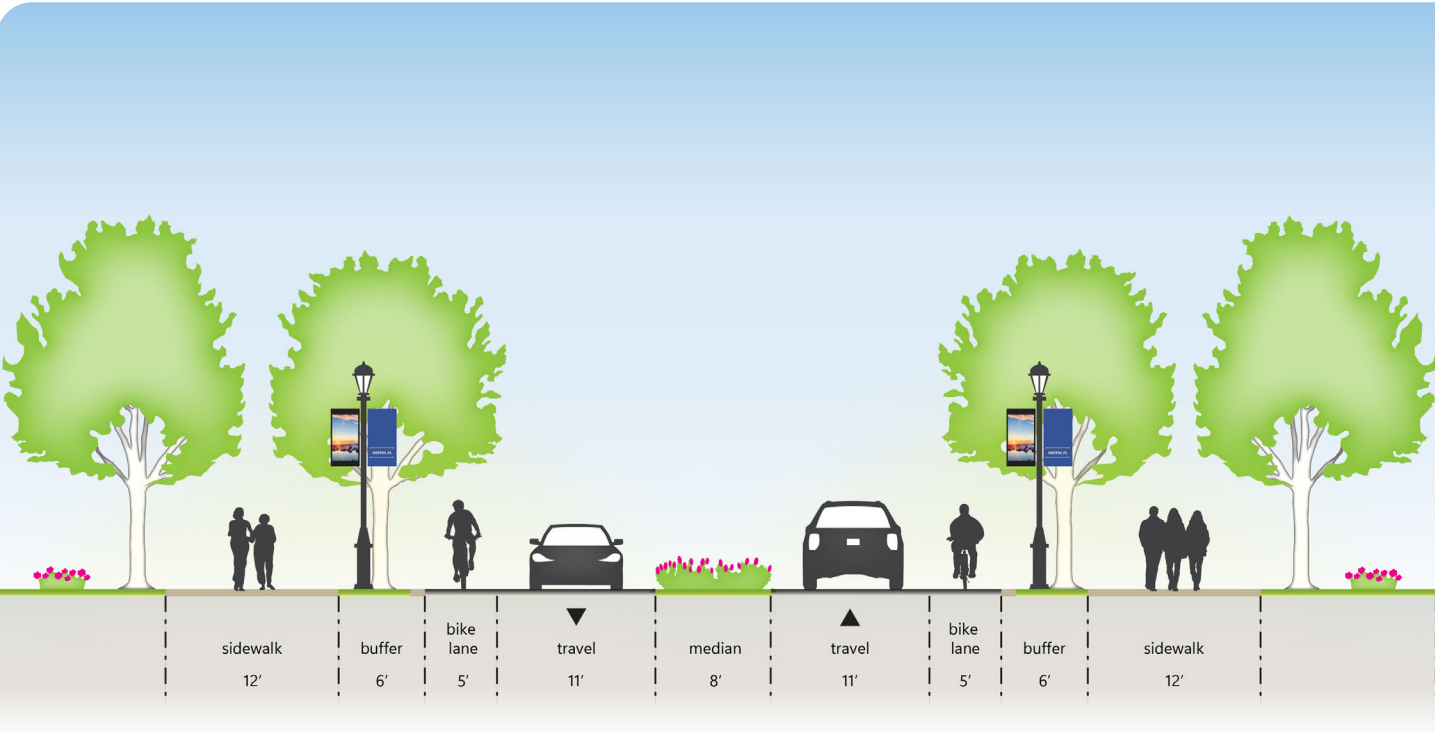 sidewalk
12′
buffer
6′
bike
lane
5′
travel
11′
median
8′
travel
11′
bike
lane
5′
buffer
6′
sidewalk
12′